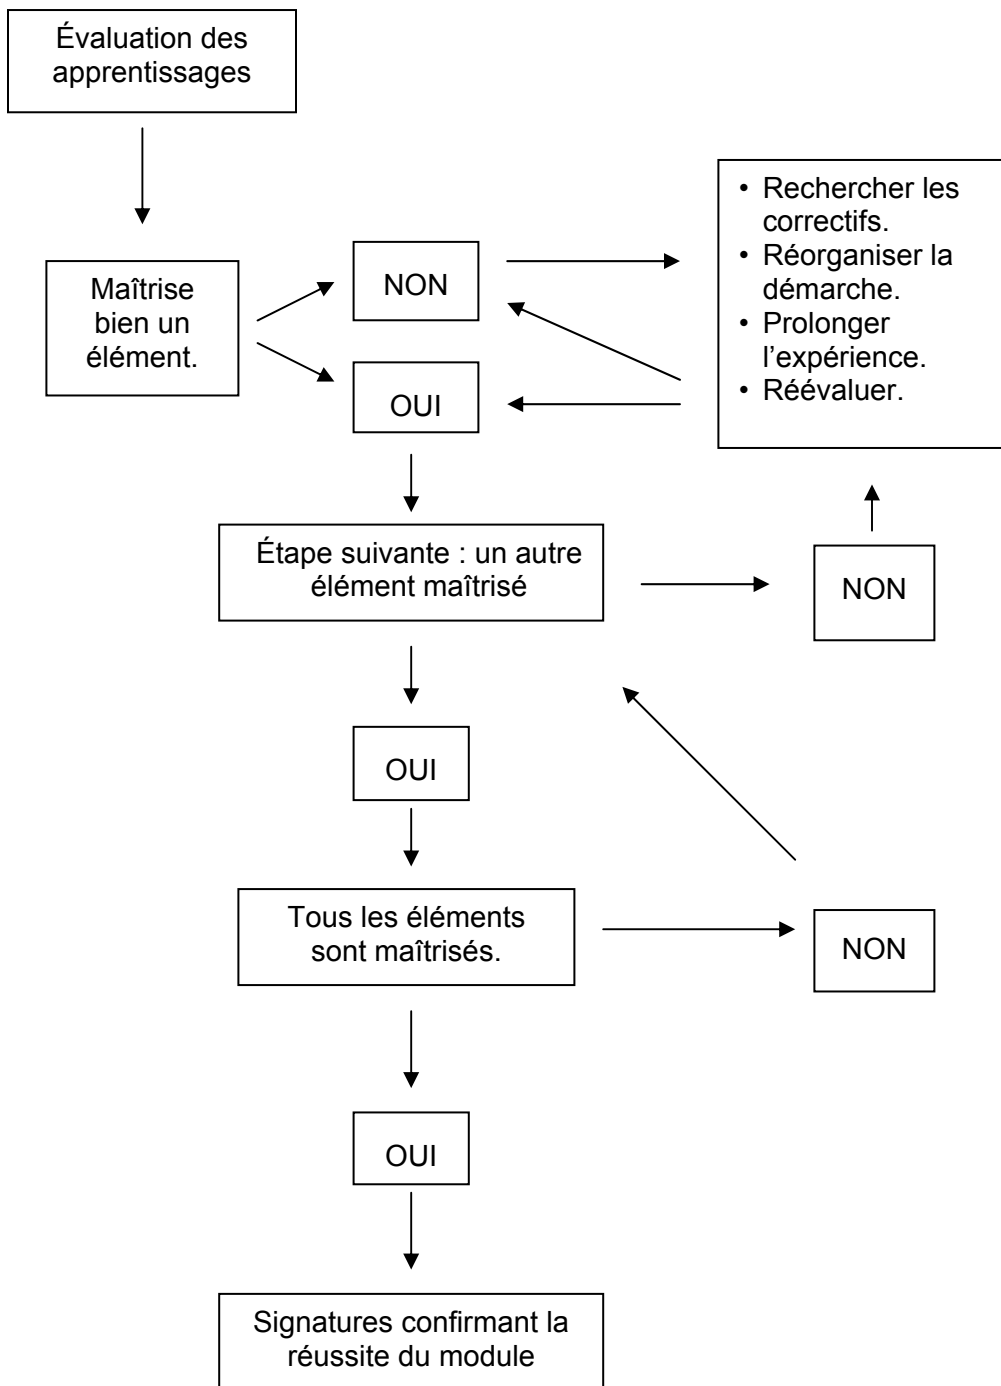 Évaluation des
apprentissages
Maîtrise
bien un
élément.
NON
OUI
• Rechercher les
correctifs.
• Réorganiser la
démarche.
• Prolonger
l’expérience.
• Réévaluer.
Étape suivante : un autre
élément maîtrisé
NON
OUI
Tous les éléments
sont maîtrisés.
NON
OUI
Signatures confirmant la
réussite du module